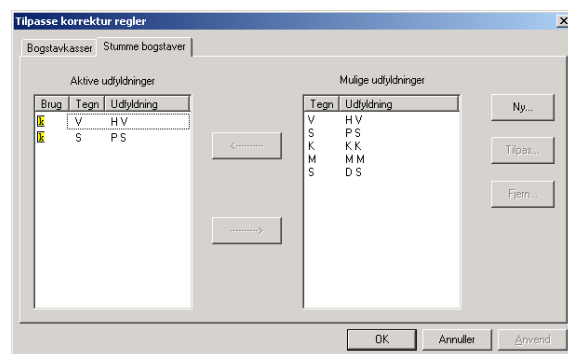 Tilpasse korrektur regler
Bogstavkasser Stumme bogstaver
Aktive udfyldninger
Brug Tegn Udfyldning
k V H V
k S P S
<----------
---------->
Mulige udfyldninger
Tegn Udfyldning
V H V
S P S
K K K
M M M
S D S
Ny...
Tilpas...
Fjern...
OK Annuller Anvend